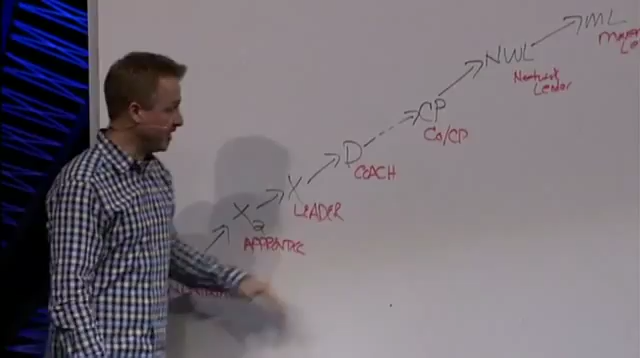 X2
APPRENTICE
X
LEADER
D
COACH
CP
CO/CP
NWL
Network
Leader
ML